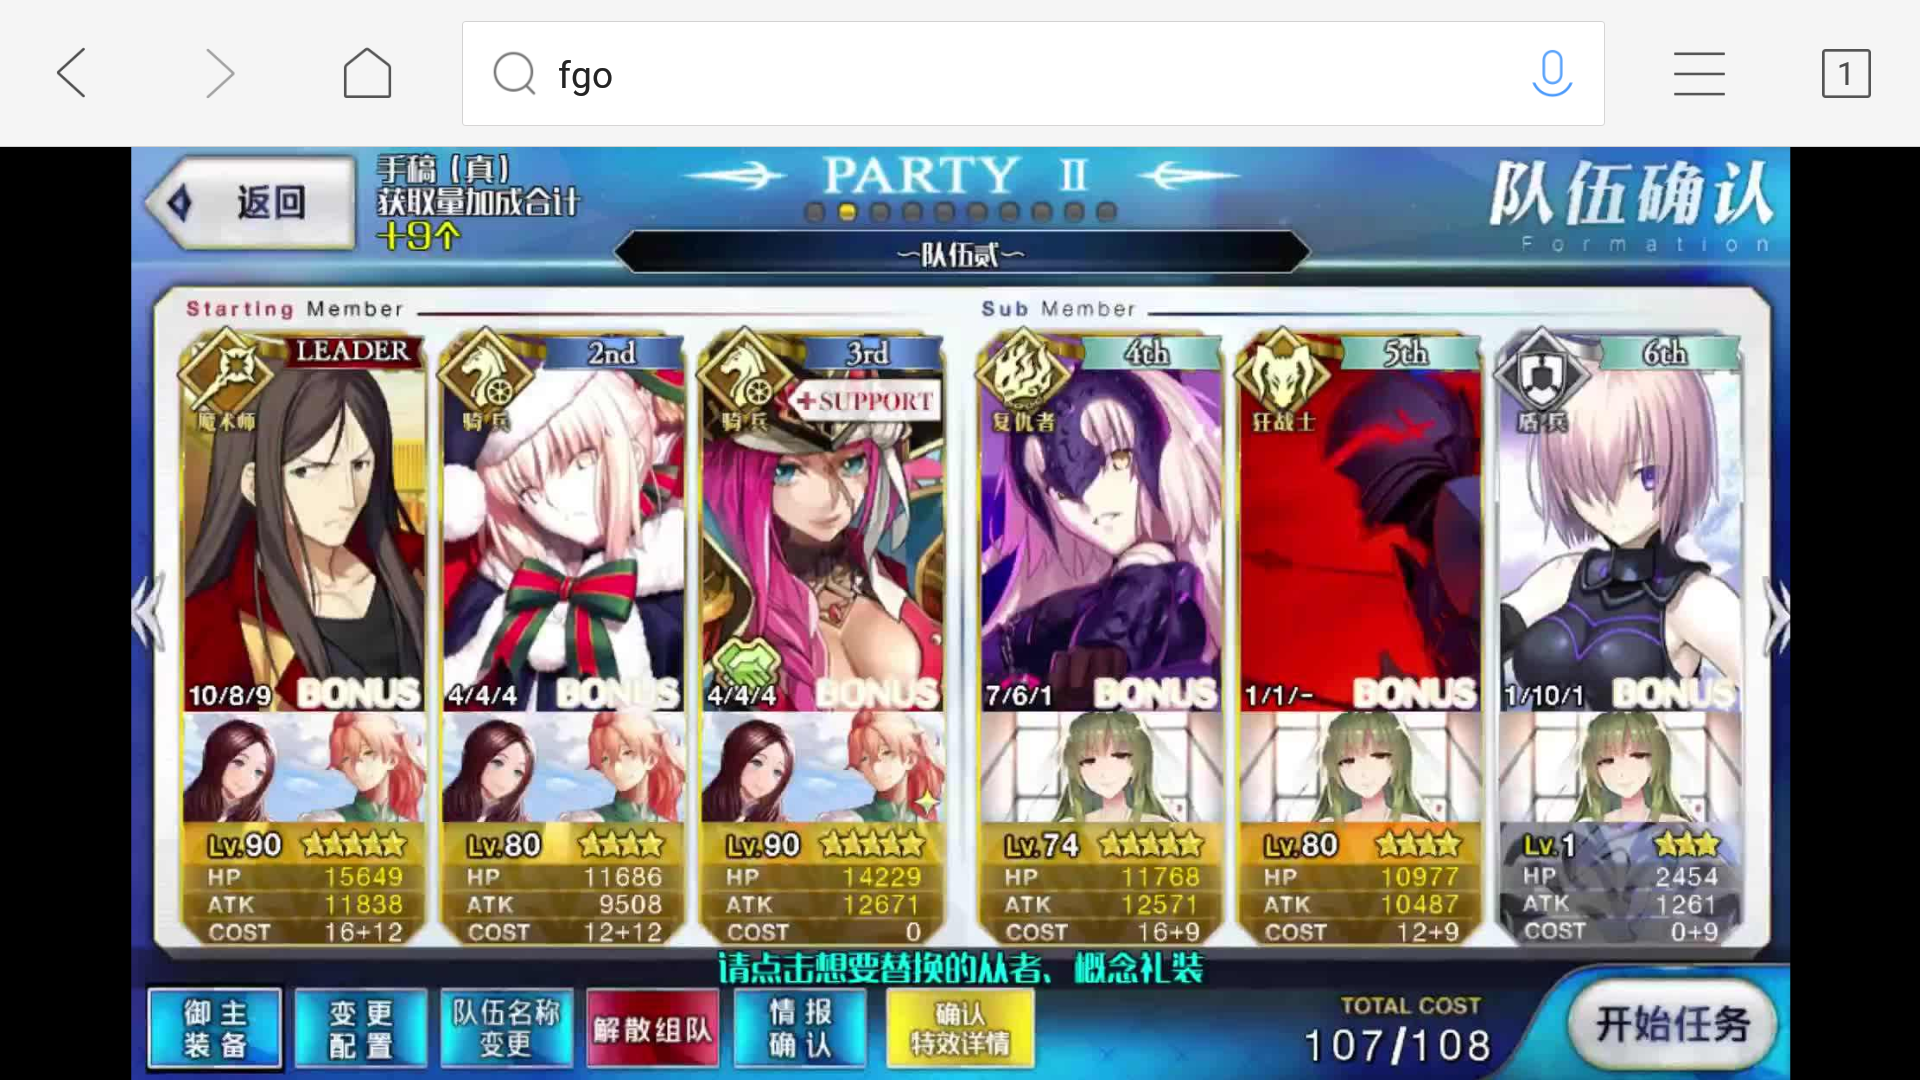 fgo
1
返回
手稿（真）
获取量加成合计
+9个
PARTY II
～队伍贰～
队伍确认
Formation
Starting Member
Sub Member
LEADER
2nd
3rd
4th
5th
6th
魔术师
骑兵
骑兵
+SUPPORT
复仇者
狂战士
盾兵
10/8/9 BONUS
4/4/4 BONUS
4/4/4 BONUS
7/6/1 BONUS
1/1/- BONUS
1/10/1 BONUS
Lv.90
HP 15649
ATK 11838
COST 16+12
Lv.80
HP 11686
ATK 9508
COST 12+12
Lv.90
HP 14229
ATK 12671
COST 0
Lv.74
HP 11768
ATK 12571
COST 16+9
Lv.80
HP 10977
ATK 10487
COST 12+9
Lv.1
HP 2454
ATK 1261
COST 0+9
请点击想要替换的从者、概念礼装
御主
装备
变更
配置
队伍名称
变更
解散组队
情报
确认
确认
特效详情
TOTAL COST
107/108
开始任务